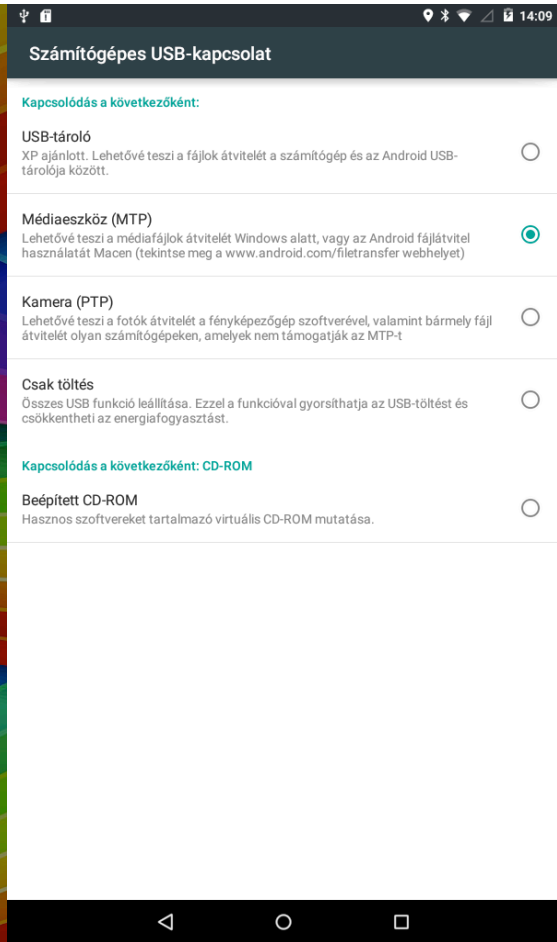 14:09
Számítógépes USB-kapcsolat
Kapcsolódás a következőként:
USB-tároló
XP ajánlott. Lehetővé teszi a fájlok átvitelét a számítógép és az Android USB-
tárolója között.
Médiaeszköz (MTP)
Lehetővé teszi a médiafájlok átvitelét Windows alatt, vagy az Android fájlátvitel
használatát Macen (tekintse meg a www.android.com/filetransfer webhelyet)
Kamera (PTP)
Lehetővé teszi a fotók átvitelét a fényképezőgép szoftverével, valamint bármely fájl
átvitelét olyan számítógépeken, amelyek nem támogatják az MTP-t
Csak töltés
Összes USB funkció leállítása. Ezzel a funkcióval gyorsíthatja az USB-töltést és
csökkentheti az energiafogyasztást.
Kapcsolódás a következőként: CD-ROM
Beépített CD-ROM
Hasznos szoftvereket tartalmazó virtuális CD-ROM mutatása.